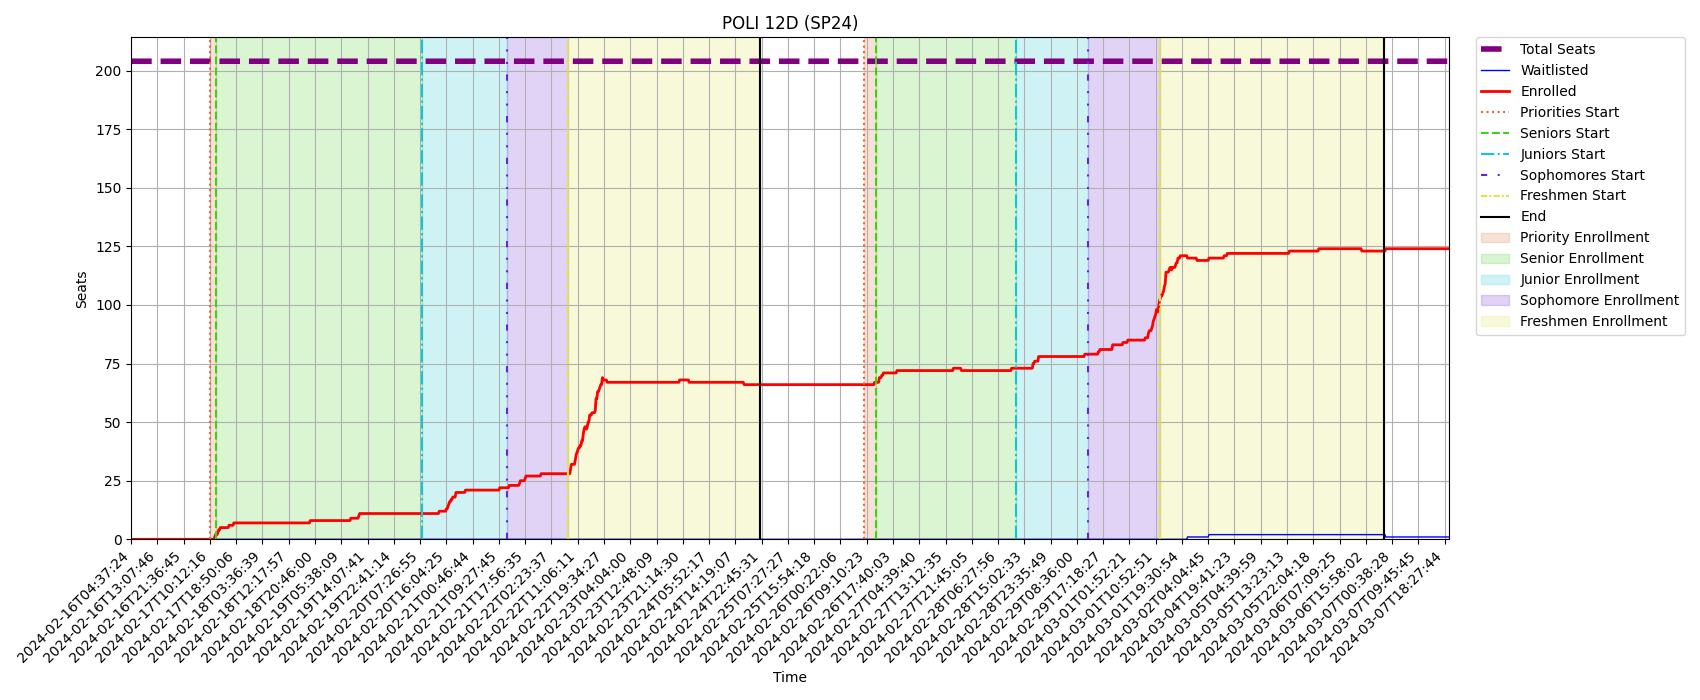 POLI 12D (SP24)
Seats
200
175
150
125
100
75
50
25
0
2024-02-16T04:37:24
2024-02-16T13:07:46
2024-02-16T21:36:45
2024-02-17T10:12:16
2024-02-17T18:50:06
2024-02-18T03:36:39
2024-02-18T12:17:57
2024-02-18T20:46:00
2024-02-19T05:38:09
2024-02-19T14:07:41
2024-02-19T22:41:14
2024-02-20T07:26:55
2024-02-20T16:04:25
2024-02-21T00:46:44
2024-02-21T09:27:45
2024-02-21T17:56:35
2024-02-22T02:23:37
2024-02-22T11:06:11
2024-02-22T19:34:27
2024-02-23T04:04:00
2024-02-23T12:48:09
2024-02-23T21:14:30
2024-02-24T05:52:17
2024-02-24T14:19:07
2024-02-24T22:45:31
2024-02-25T07:27:27
2024-02-25T15:54:18
2024-02-26T00:22:06
2024-02-26T09:10:23
2024-02-26T17:40:03
2024-02-27T04:39:40
2024-02-27T13:12:35
2024-02-27T21:45:05
2024-02-28T06:27:56
2024-02-28T15:02:33
2024-02-28T23:35:49
2024-02-29T08:36:00
2024-02-29T17:18:27
2024-03-01T01:52:21
2024-03-01T10:52:51
2024-03-01T19:30:54
2024-03-02T04:04:45
2024-03-04T19:41:23
2024-03-05T04:39:59
2024-03-05T13:23:13
2024-03-05T22:04:18
2024-03-06T07:09:25
2024-03-06T15:58:02
2024-03-07T00:38:28
2024-03-07T09:45:45
2024-03-07T18:27:44
Time
Total Seats
Waitlisted
Enrolled
Priorities Start
Seniors Start
Juniors Start
Sophomores Start
Freshmen Start
End
Priority Enrollment
Senior Enrollment
Junior Enrollment
Sophomore Enrollment
Freshmen Enrollment